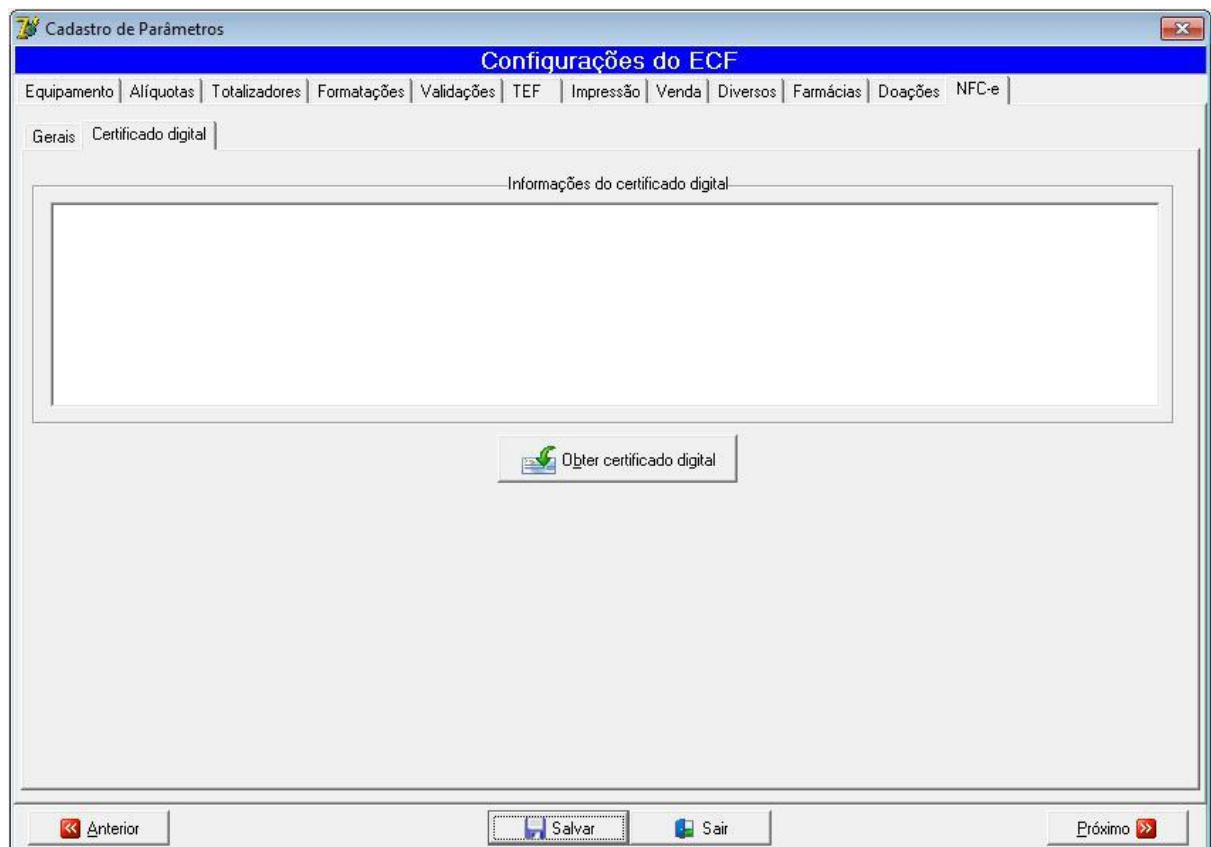 Cadastro de Parâmetros
Configurações do ECF
Equipamento Alíquotas Totalizadores Formatações Validações TEF Impressão Venda Diversos Farmácias Doações NFC-e
Gerais Certificado digital
Informações do certificado digital
Obter certificado digital
Anterior Salvar Sair Próximo